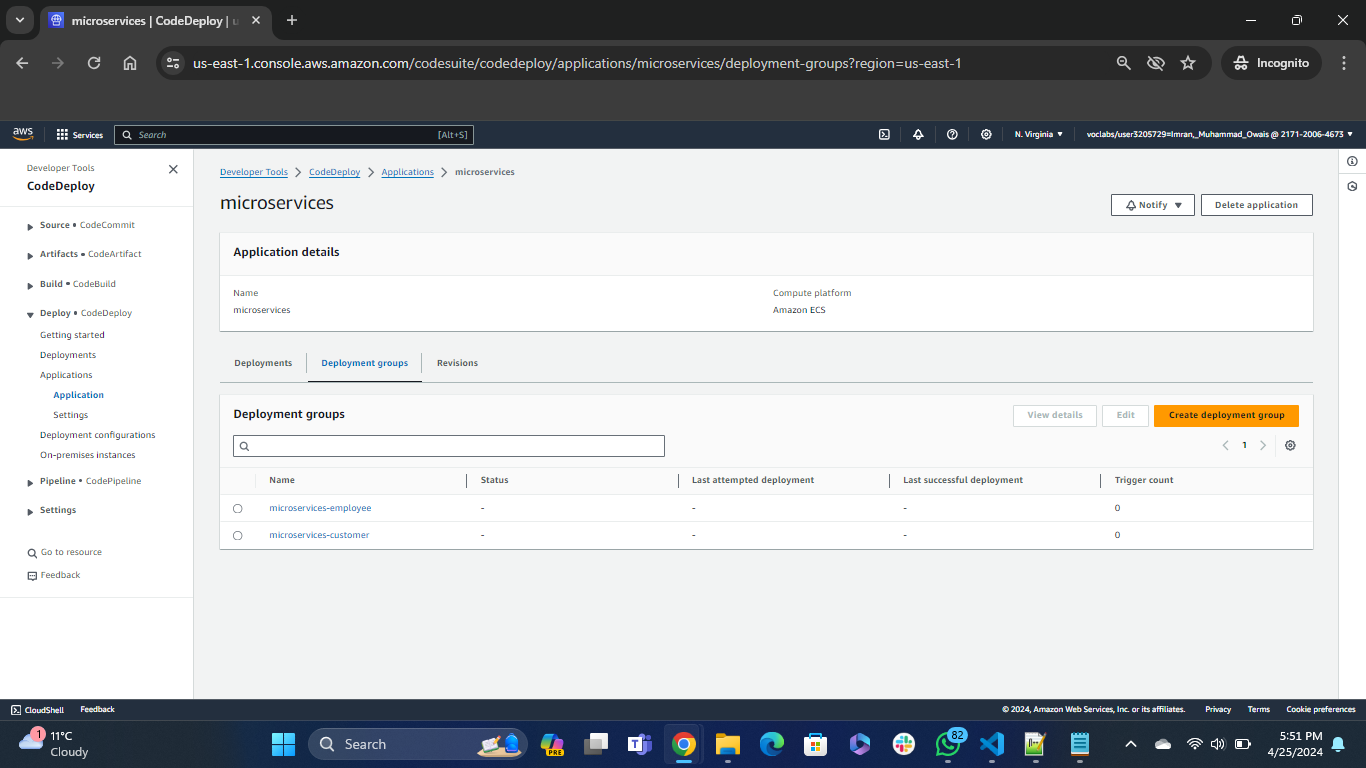 microservices | CodeDeploy | u
us-east-1.console.aws.amazon.com/codesuite/codedeploy/applications/microservices/deployment-groups?region=us-east-1
Incognito
aws
Services
Search
[Alt+S]
N. Virginia
voclabs/user3205729=Imran,_Muhammad_Owais @ 2171-2006-4673
Developer Tools
CodeDeploy
Source • CodeCommit
Artifacts • CodeArtifact
Build • CodeBuild
Deploy • CodeDeploy
Getting started
Deployments
Applications
Application
Settings
Deployment configurations
On-premises instances
Pipeline • CodePipeline
Settings
Go to resource
Feedback
Developer Tools > CodeDeploy > Applications > microservices
microservices
Notify
Delete application
Application details
Name
microservices
Compute platform
Amazon ECS
Deployments
Deployment groups
Revisions
Deployment groups
View details
Edit
Create deployment group
1
Name Status Last attempted deployment Last successful deployment Trigger count
microservices-employee - - - 0
microservices-customer - - - 0
CloudShell
Feedback
© 2024, Amazon Web Services, Inc. or its affiliates.
Privacy
Terms
Cookie preferences
1
11°C
Cloudy
Search
PRE
82
5:51 PM
4/25/2024